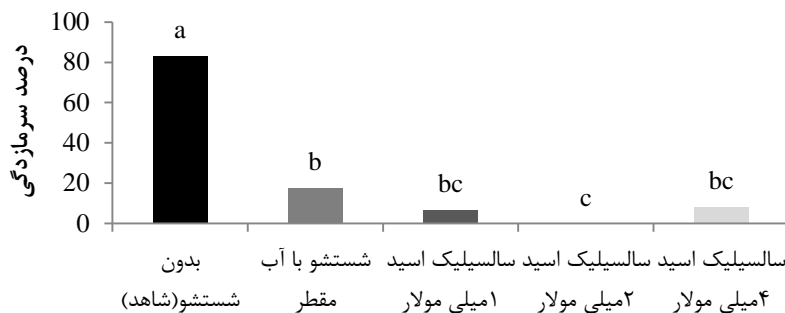 درصد سرمازدگی
100
80
60
40
20
0
a
b
bc
c
bc
بدون
شستشو(شاهد)
شستشو با آب
مقطر
سالسیلیک اسید
۱میلی مولار
سالسیلیک اسید
۲میلی مولار
سالسیلیک اسید
۴میلی مولار